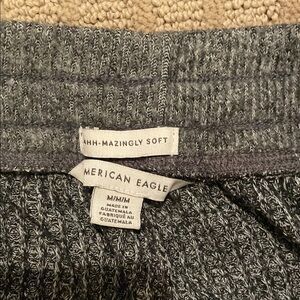 AHH-MAZINGLY SOFT
MERICAN EAGLE
M/M/M
MADE IN
GUATEMALA
FABRIQUÉ AU
GUATEMALA